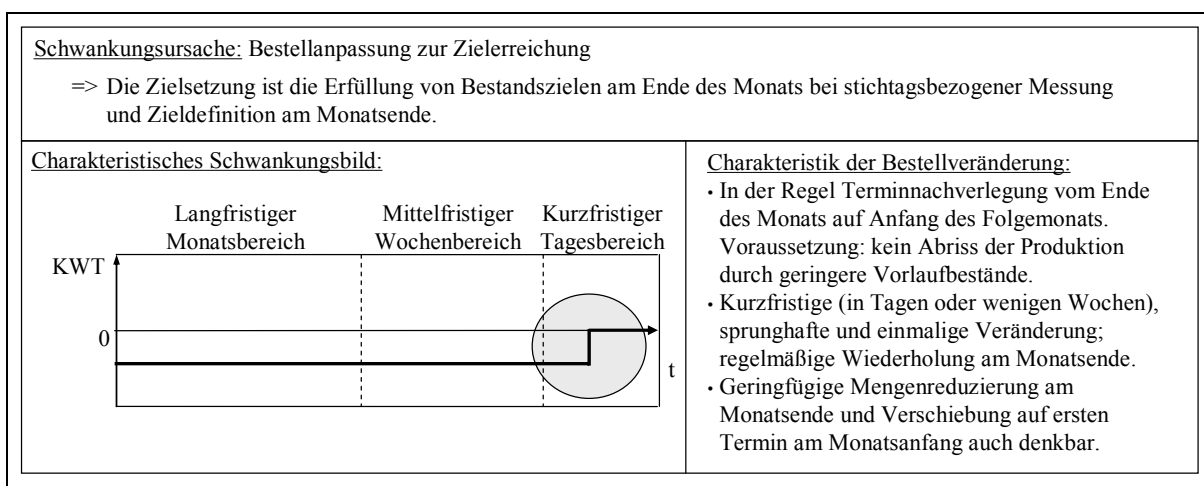 Schwankungsursache: Bestellanpassung zur Zielerreichung
=> Die Zielsetzung ist die Erfüllung von Bestandszielen am Ende des Monats bei stichtagsbezogener Messung
und Zieldefinition am Monatsende.
Charakteristisches Schwankungsbild:
Langfristiger
Monatsbereich
Mittelfristiger
Wochenbereich
Kurzfristiger
Tagesbereich
KWT
0
t
Charakteristik der Bestellveränderung:
• In der Regel Terminnachverlegung vom Ende
des Monats auf Anfang des Folgemonats.
Voraussetzung: kein Abriss der Produktion
durch geringere Vorlaufbestände.
• Kurzfristige (in Tagen oder wenigen Wochen),
sprunghafte und einmalige Veränderung;
regelmäßige Wiederholung am Monatsende.
• Geringfügige Mengenreduzierung am
Monatsende und Verschiebung auf ersten
Termin am Monatsanfang auch denkbar.